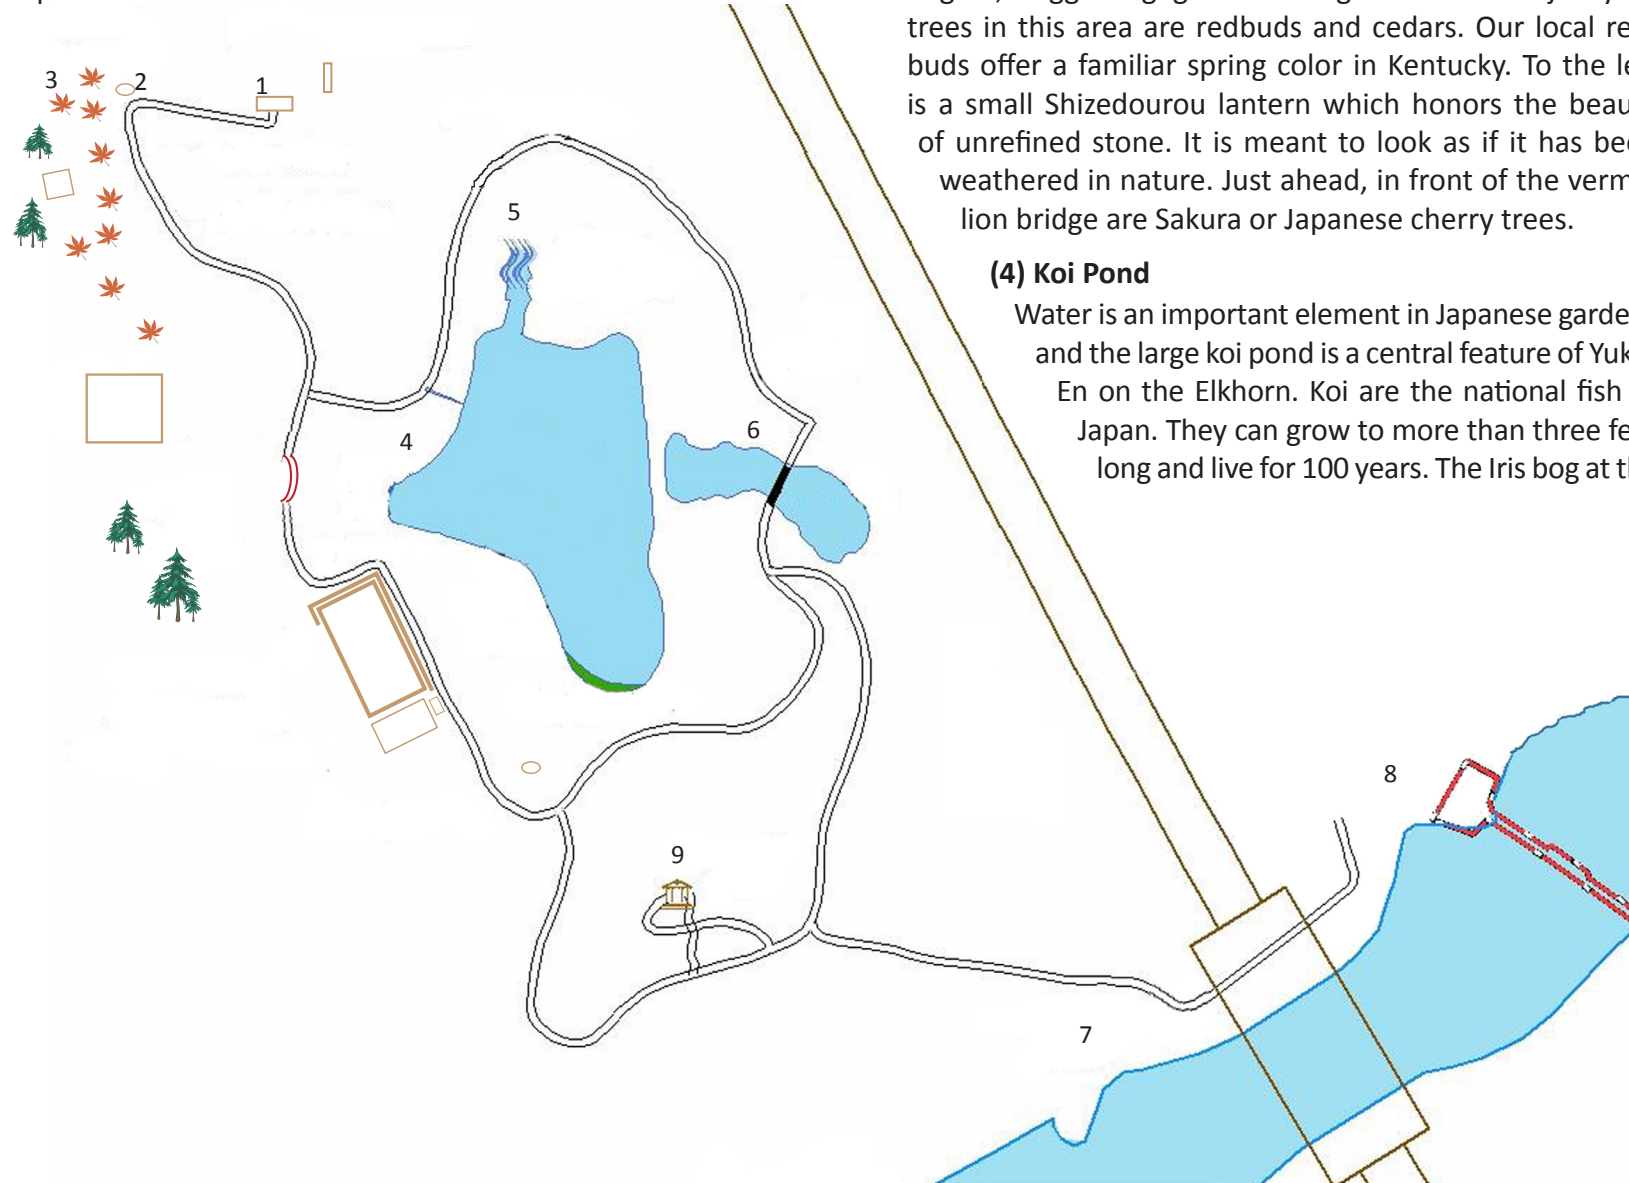 trees in this area are redbuds and cedars. Our local re
buds offer a familiar spring color in Kentucky. To the le
is a small Shizedourou lantern which honors the beau
of unrefined stone. It is meant to look as if it has bee
weathered in nature. Just ahead, in front of the verm
lion bridge are Sakura or Japanese cherry trees.
(4) Koi Pond
Water is an important element in Japanese garde
and the large koi pond is a central feature of Yuk
En on the Elkhorn. Koi are the national fish
Japan. They can grow to more than three fe
long and live for 100 years. The Iris bog at th
3
2
1
5
4
6
8
9
7